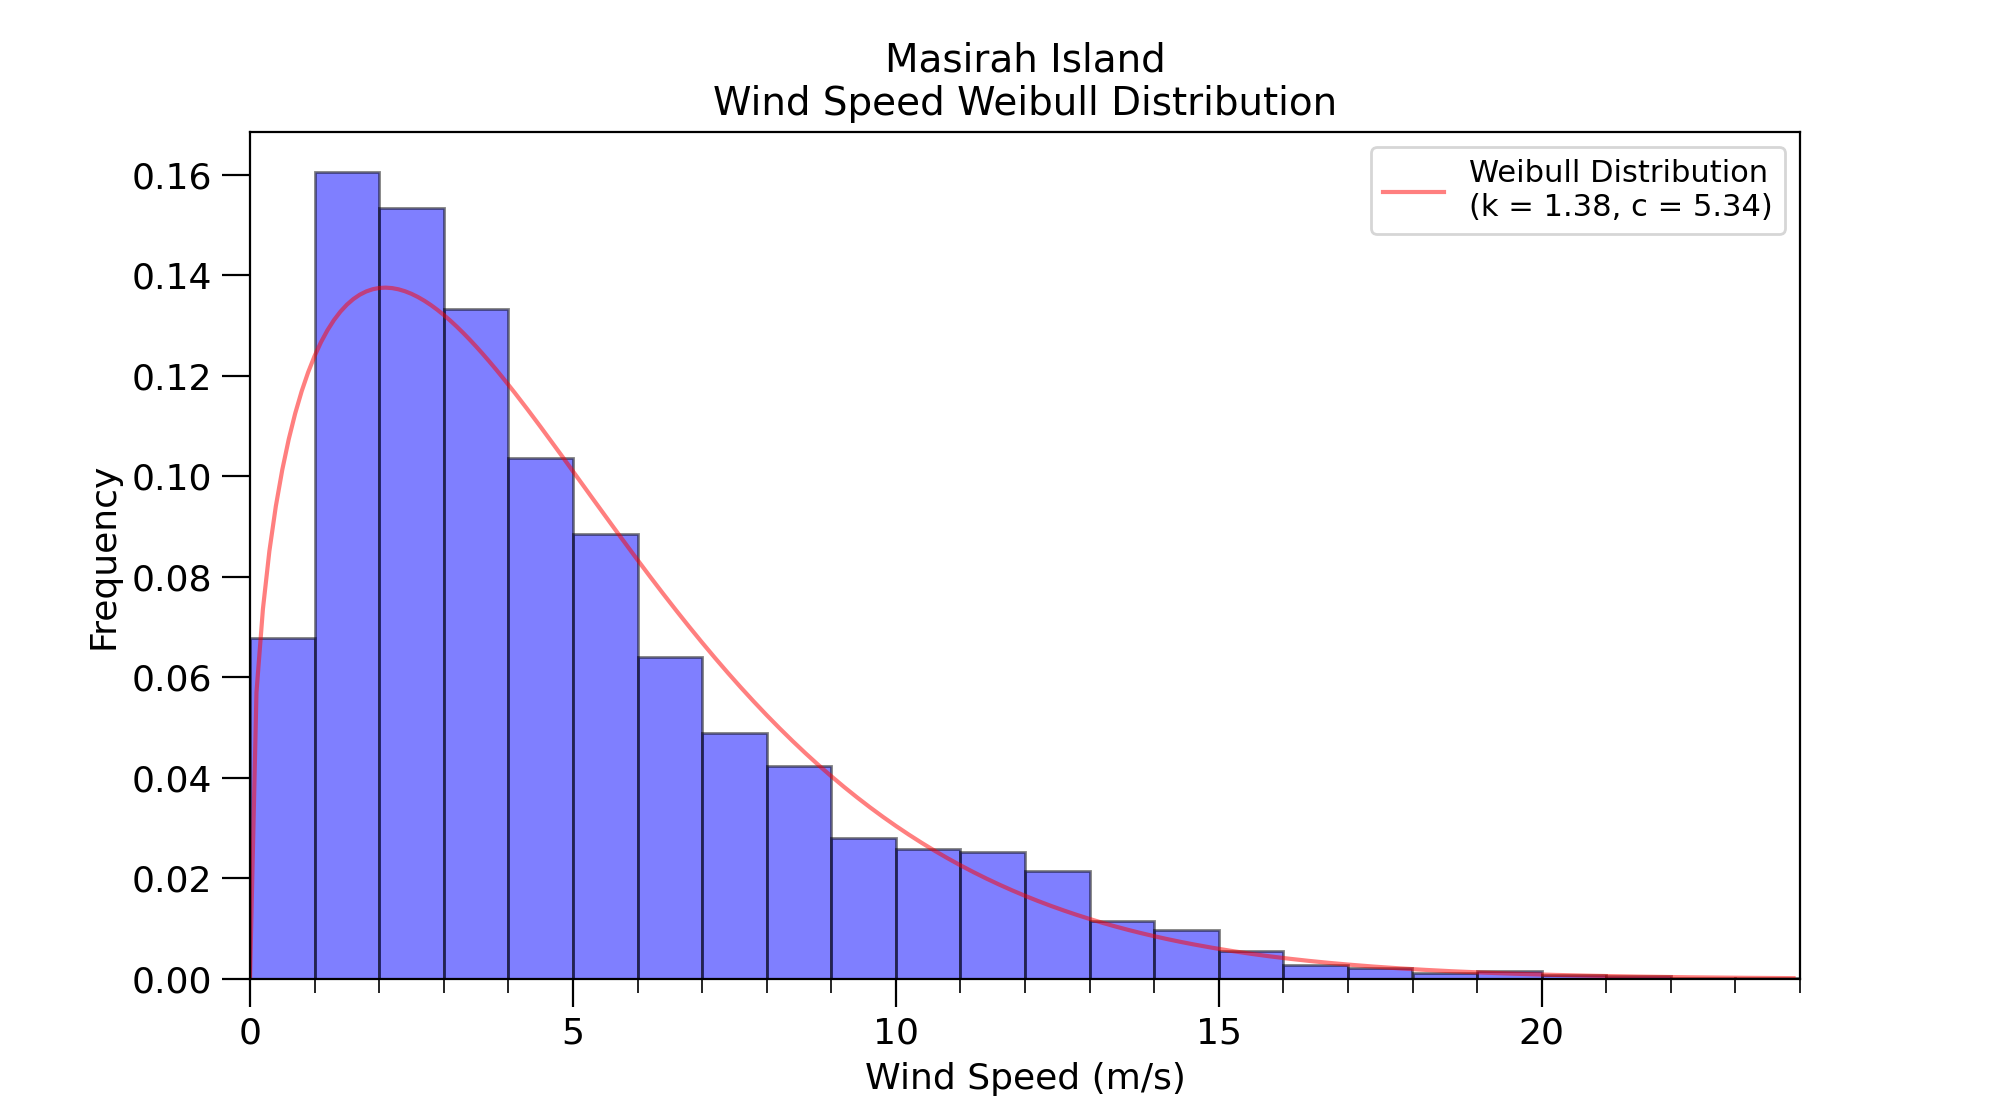 Masirah Island
Wind Speed Weibull Distribution
Weibull Distribution
(k = 1.38, c = 5.34)
Frequency
0.16
0.14
0.12
0.10
0.08
0.06
0.04
0.02
0.00
0 5 10 15 20
Wind Speed (m/s)